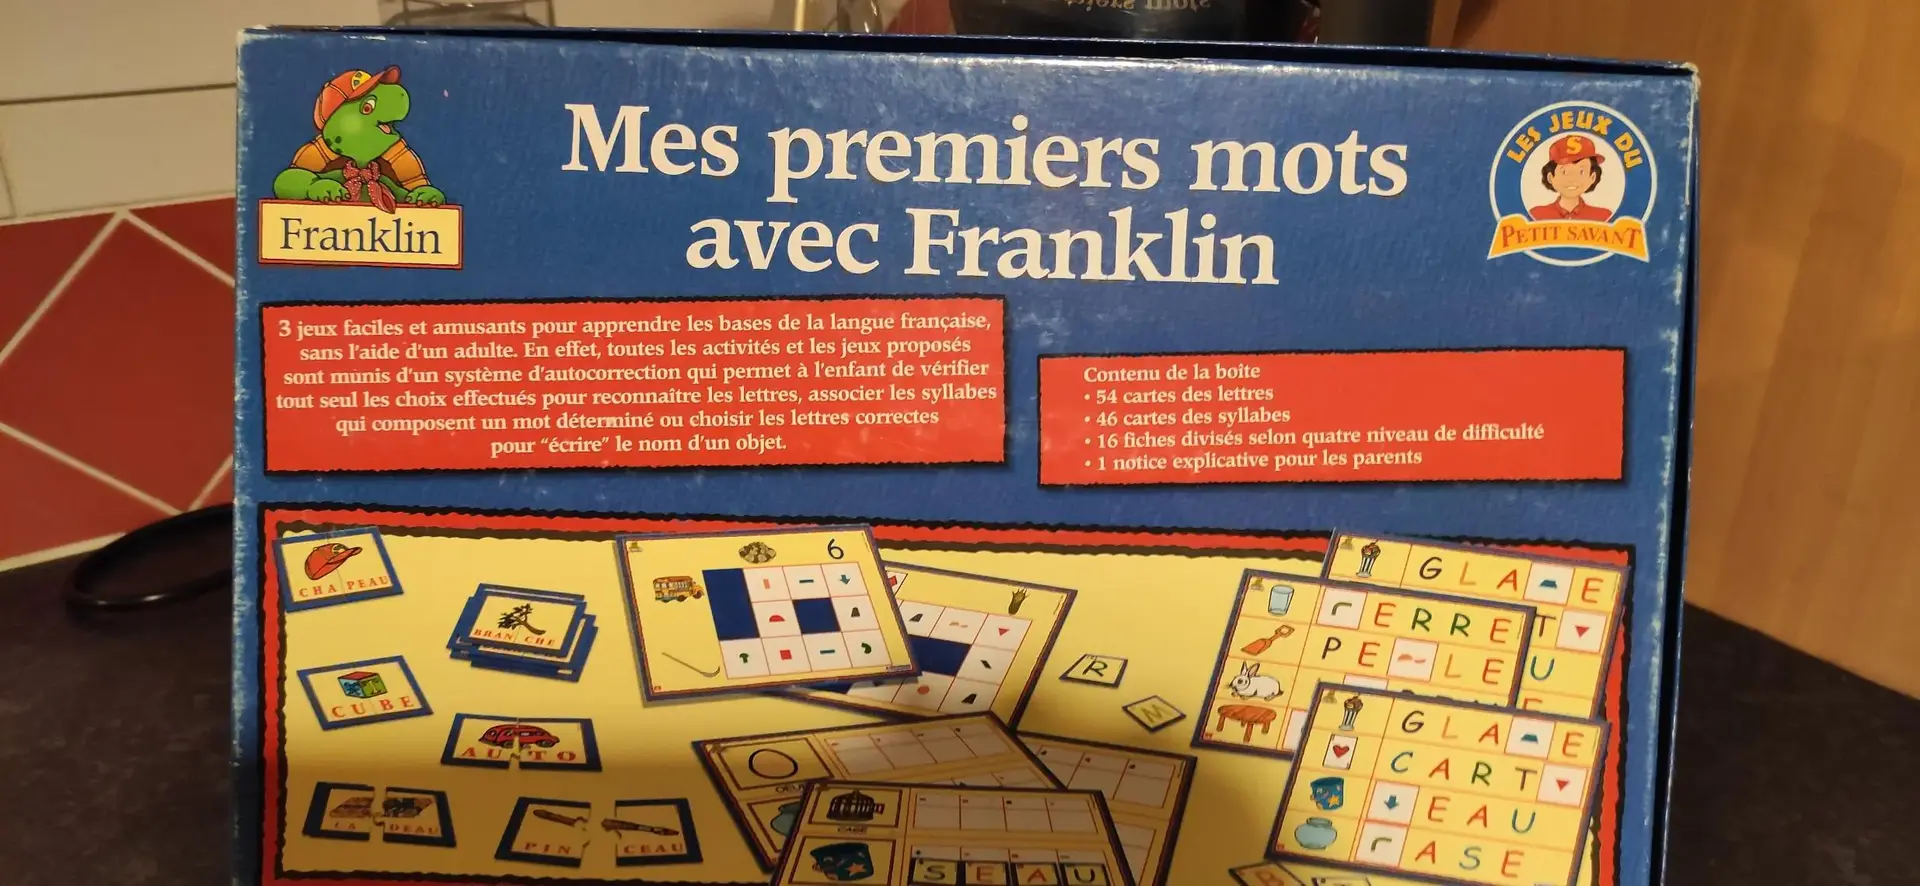 Mes premiers mots
avec Franklin
Franklin
LES JEUX DU
PETIT SAVANT
3 jeux faciles et amusants pour apprendre les bases de la langue française,
sans l'aide d'un adulte. En effet, toutes les activités et les jeux proposés
sont munis d'un système d'autocorrection qui permet à l'enfant de vérifier
tout seul les choix effectués pour reconnaître les lettres, associer les syllabes
qui composent un mot déterminé ou choisir les lettres correctes
pour "écrire" le nom d'un objet.
Contenu de la boîte
• 54 cartes des lettres
• 46 cartes des syllabes
• 16 fiches divisés selon quatre niveau de difficulté
• 1 notice explicative pour les parents
CHA PEAU
BRAN CHE
CU BE
AU TO
CA DEAU
PIN CEAU
6
R
M
GLA E
T
U
ERRE
PE LE
GLA E
CART
EAU
ASE
CAGE
SEAU
B